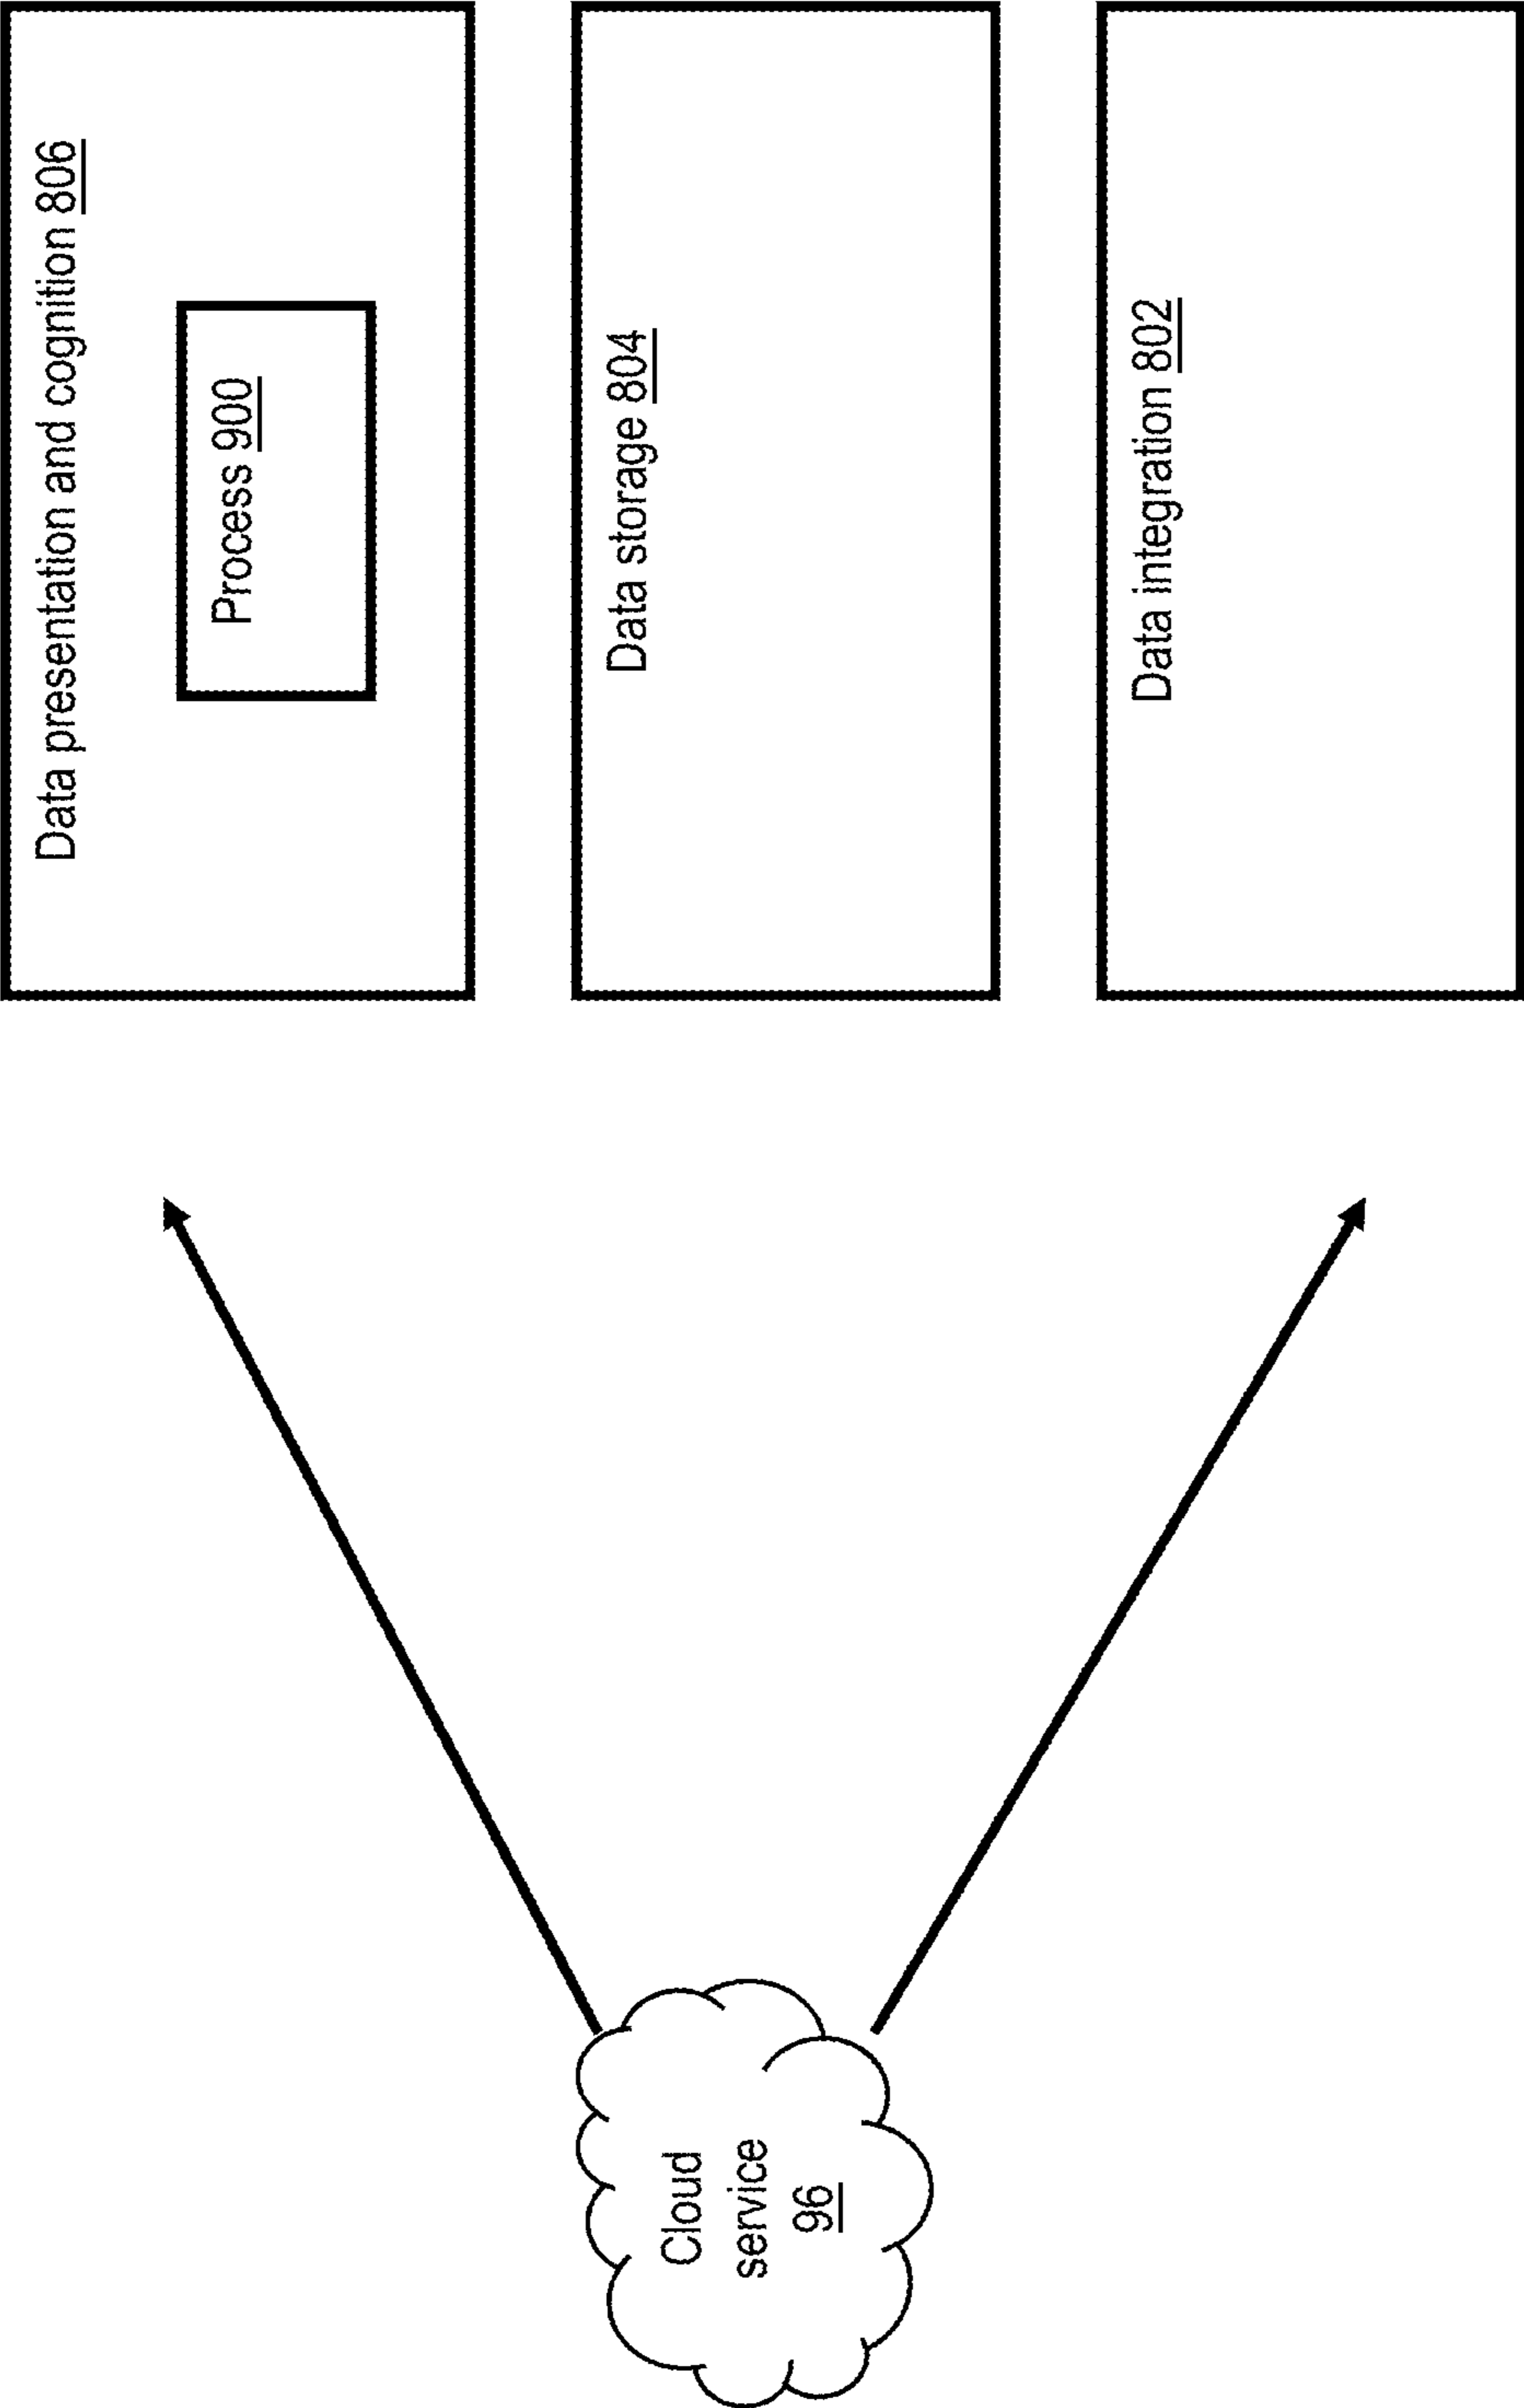 Data presentation and cognition 806
Process 900
Data storage 804
Data integration 802
Cloud
service
96